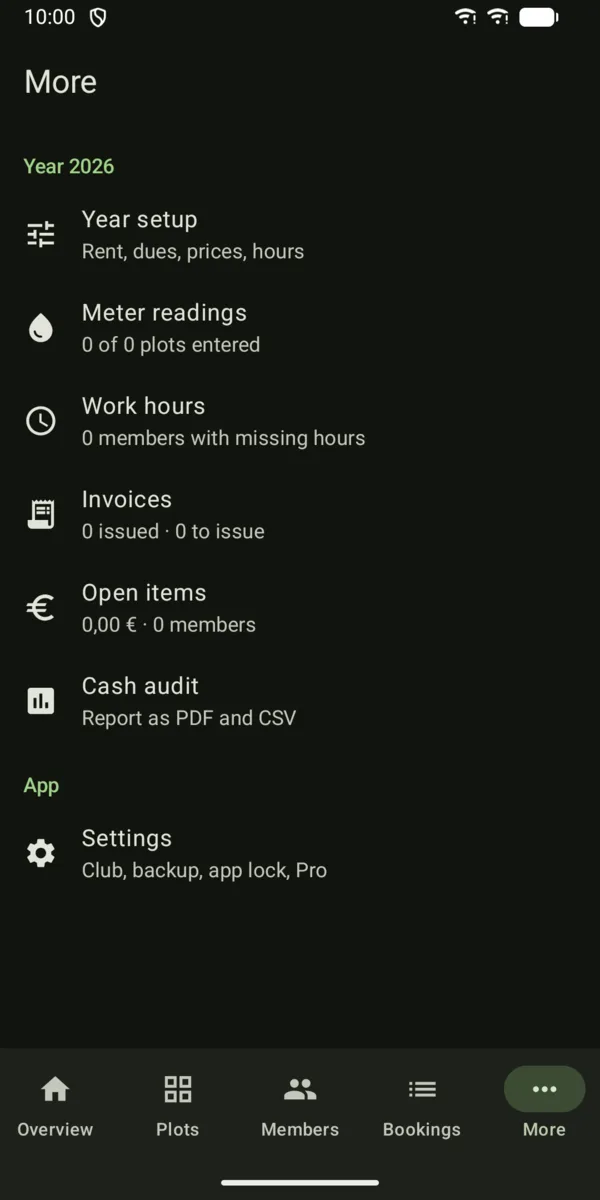 10:00
More
Year 2026
Year setup
Rent, dues, prices, hours
Meter readings
0 of 0 plots entered
Work hours
0 members with missing hours
Invoices
0 issued · 0 to issue
Open items
0,00 € · 0 members
Cash audit
Report as PDF and CSV
App
Settings
Club, backup, app lock, Pro
Overview
Plots
Members
Bookings
More